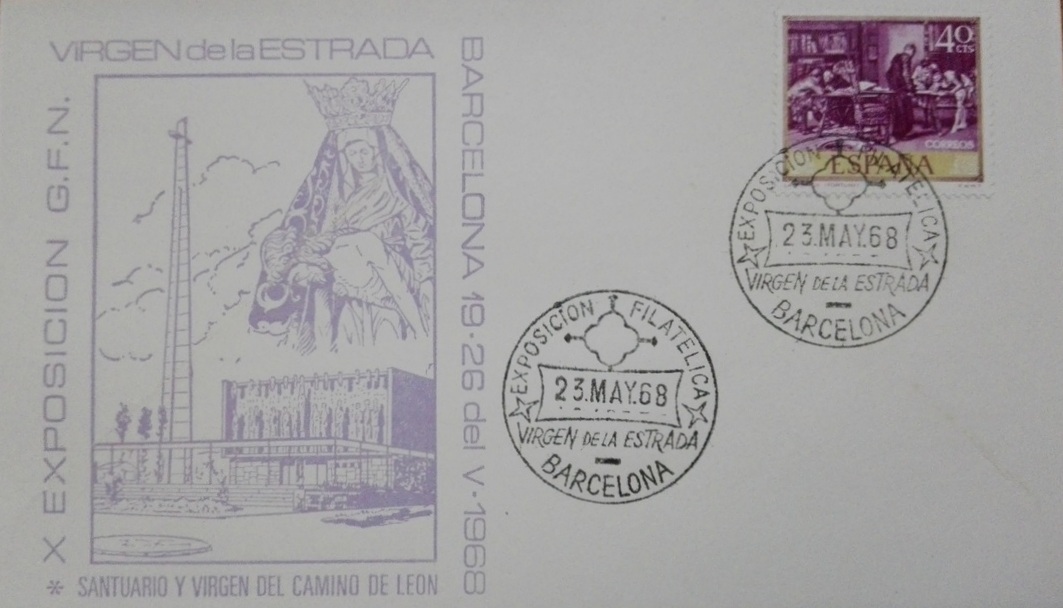 VIRGEN de la ESTRADA
X EXPOSICION G.F.N.
BARCELONA 19-26 del V-1968
* SANTUARIO Y VIRGEN DEL CAMINO DE LEON
40
CTS
CORREOS
ESPAÑA
EXPOSICION FILATELICA
23.MAY.68
VIRGEN DE LA ESTRADA
BARCELONA
EXPOSICION FILATELICA
23.MAY.68
VIRGEN DE LA ESTRADA
BARCELONA